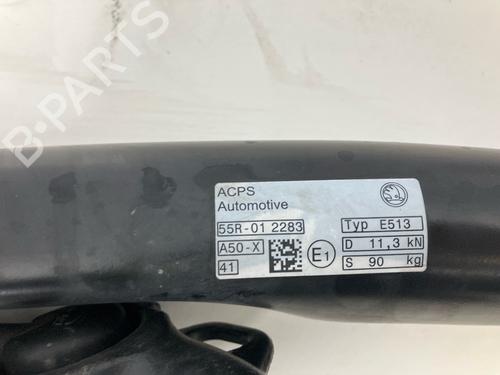 ACPS
Automotive
55R-01 2283
A50-X
41
E1
Typ E513
D 11,3 kN
S 90 kg
B-PARTS